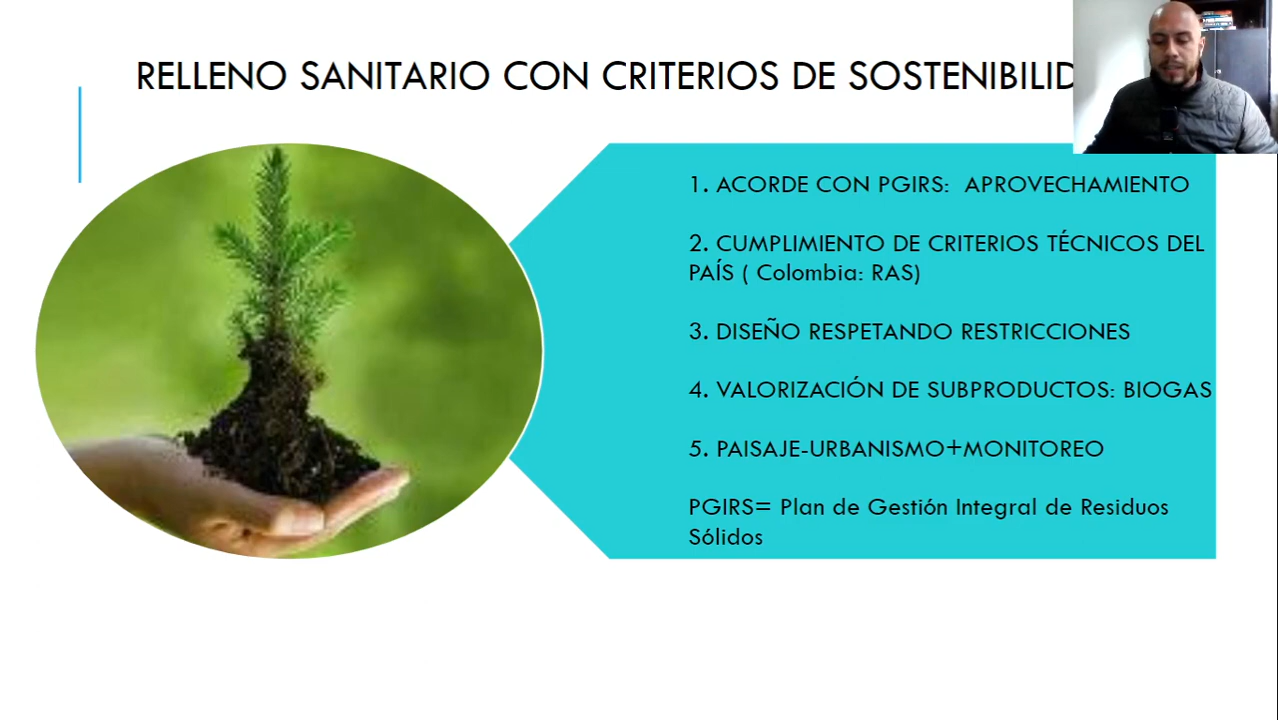 RELLENO SANITARIO CON CRITERIOS DE
1. ACORDE CON PGIRS: APROVECHAMIENTO
2. CUMPLIMIENTO DE CRITERIOS TÉCNICOS DEL
PAÍS ( Colombia: RAS)
3. DISEÑO RESPETANDO RESTRICCIONES
4. VALORIZACIÓN DE SUBPRODUCTOS: BIOGAS
5. PAISAJE-URBANISMO+MONITOREO
PGIRS= Plan de Gestión Integral de Residuos
Sólidos